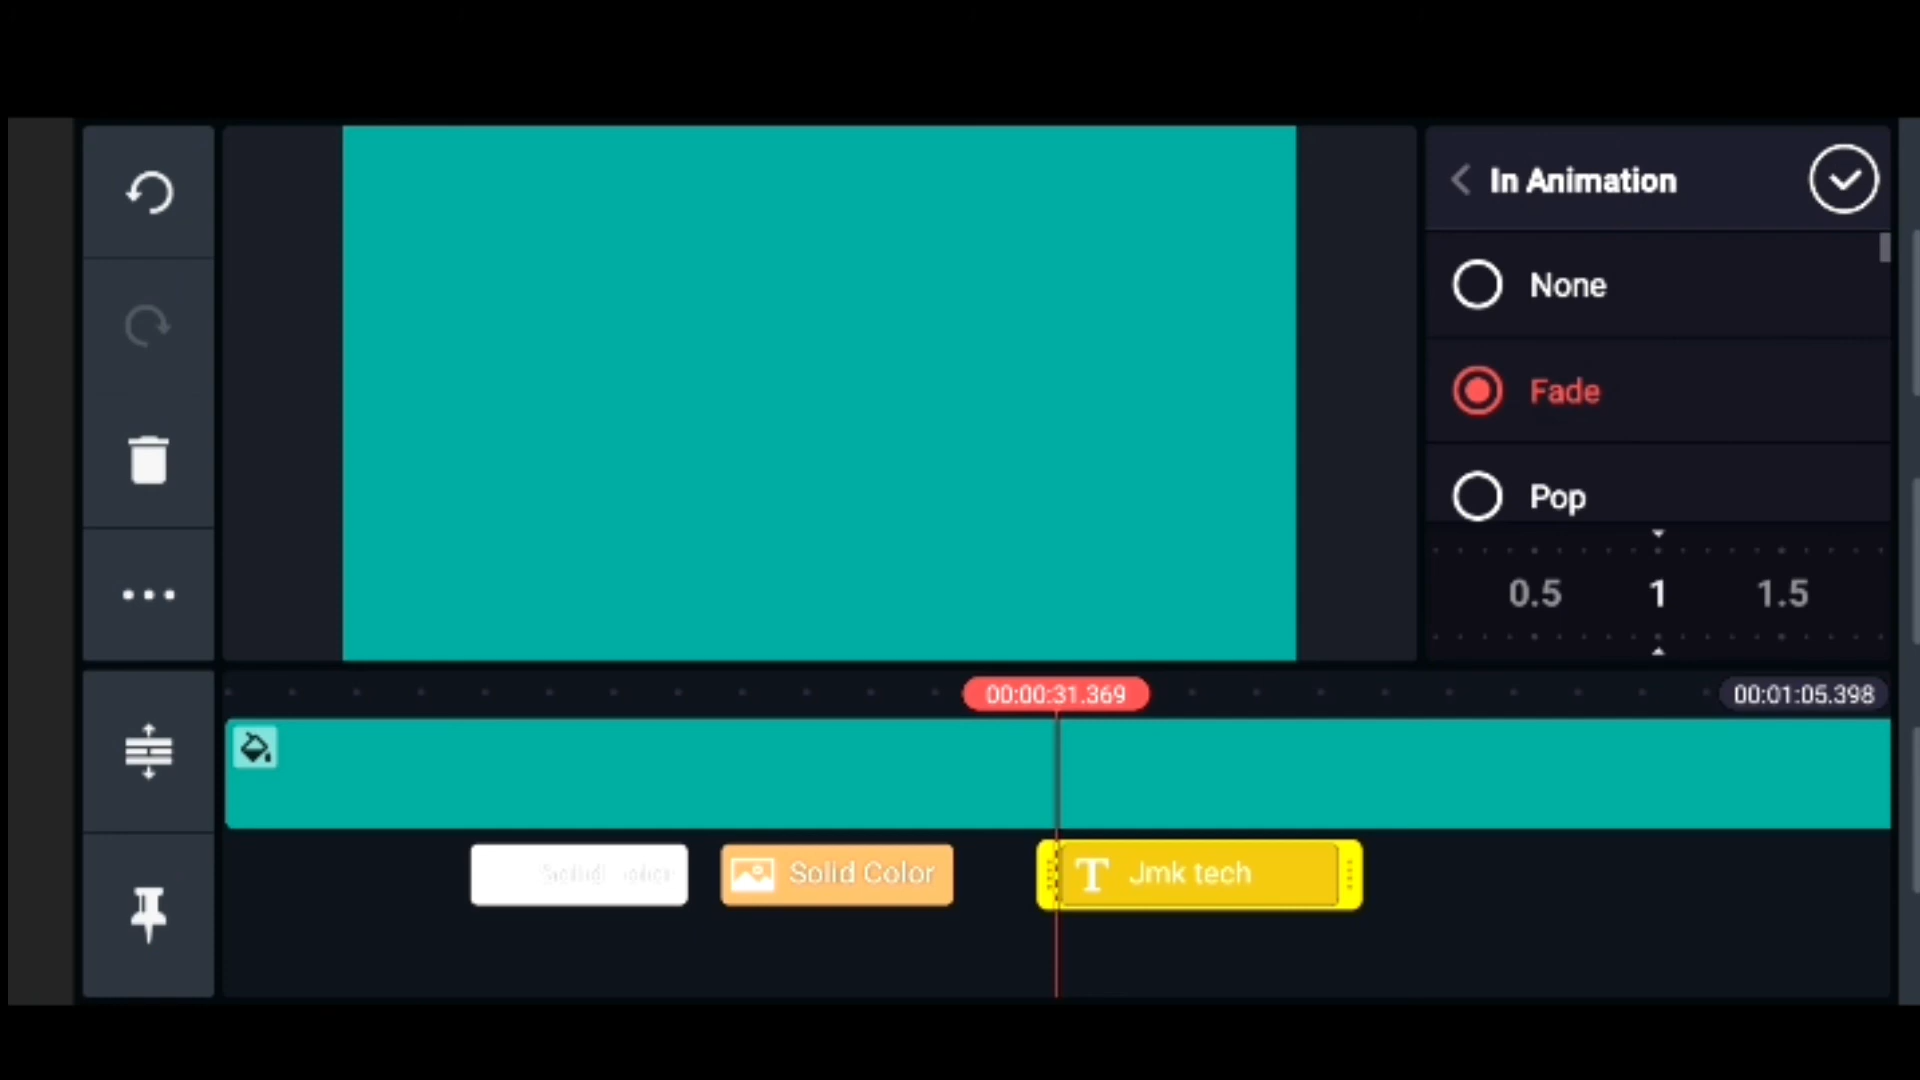 In Animation
None
Fade
Pop
0.5 1 1.5
00:00:31.369
00:01:05.398
Solid Color
Jmk tech